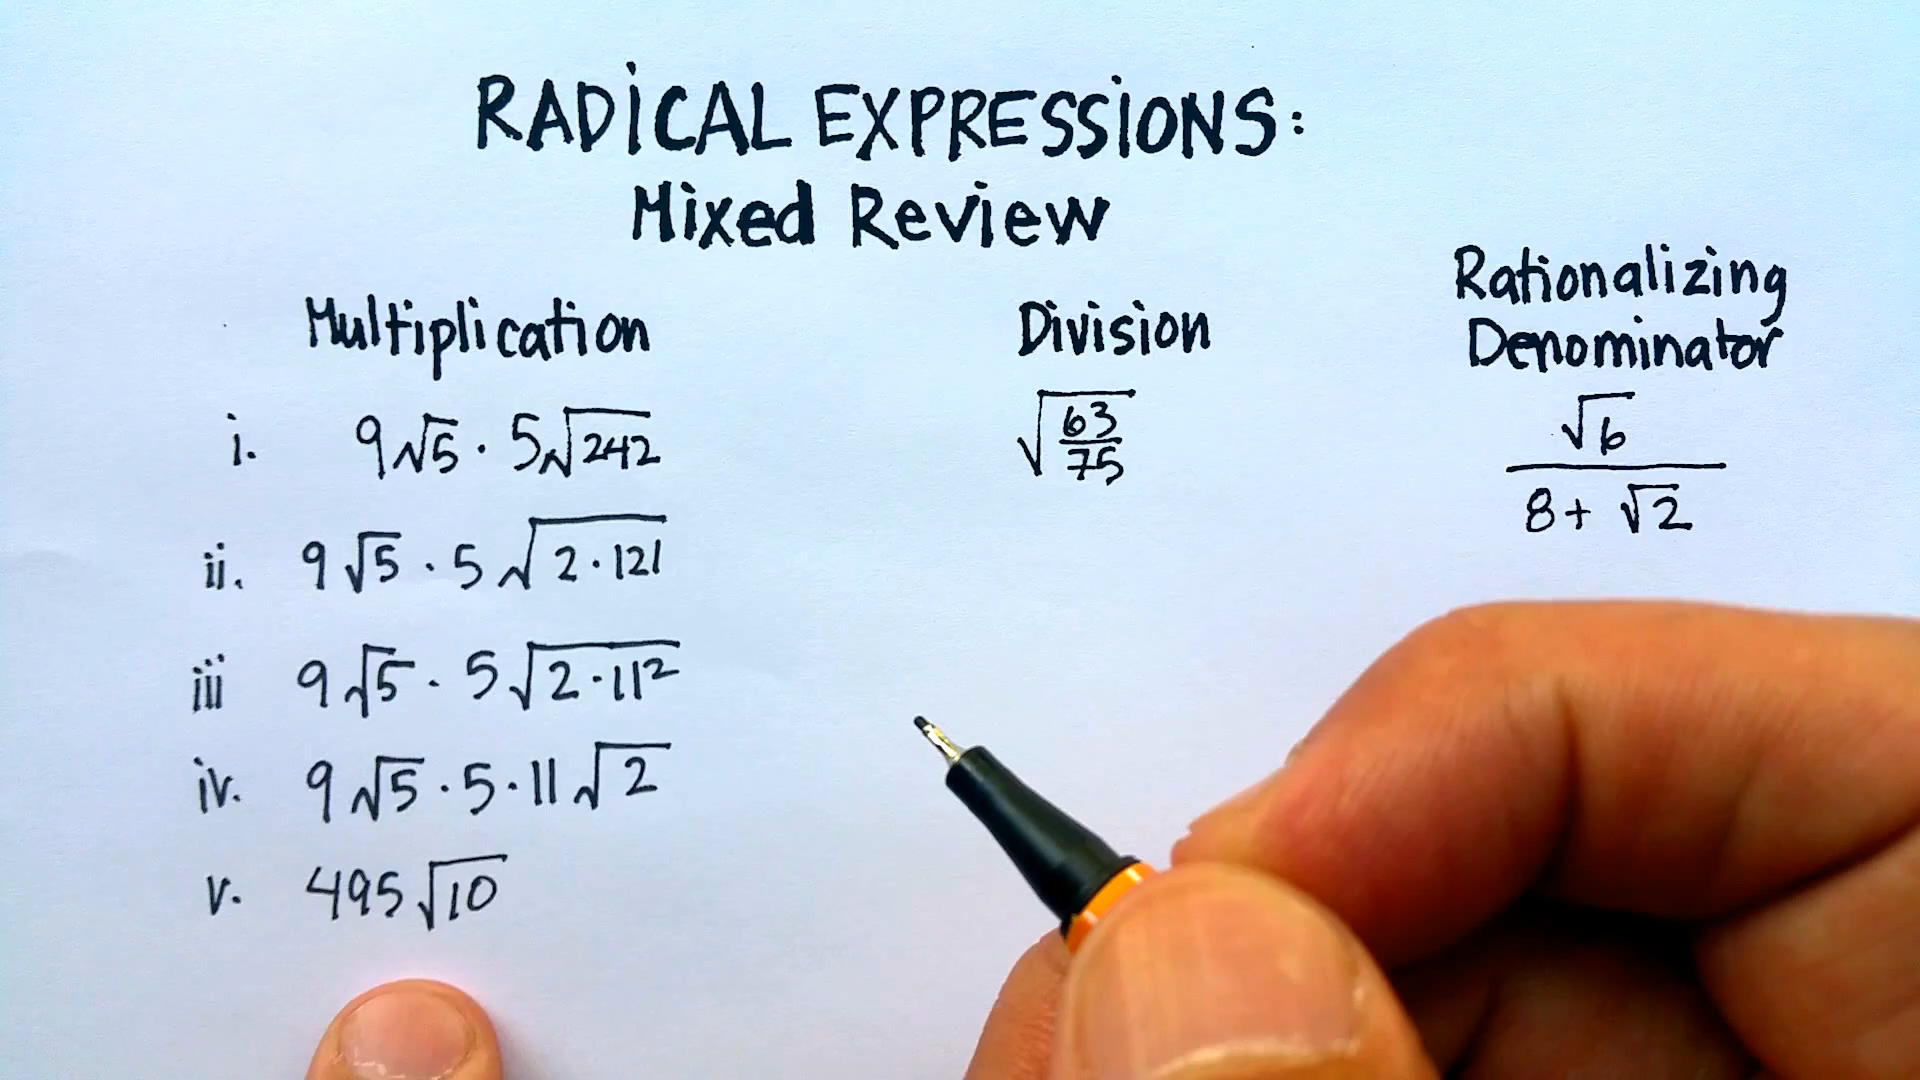 RADiCAL EXPRESSiONS:
Mixed Review
Multiplication
i. 9√5 · 5√242
ii. 9√5 · 5√2·121
iii 9√5 · 5√2·11²
iv. 9√5 · 5 · 11√2
v. 495√10
Division
√63/75
Rationalizing
Denominator
√6
8 + √2